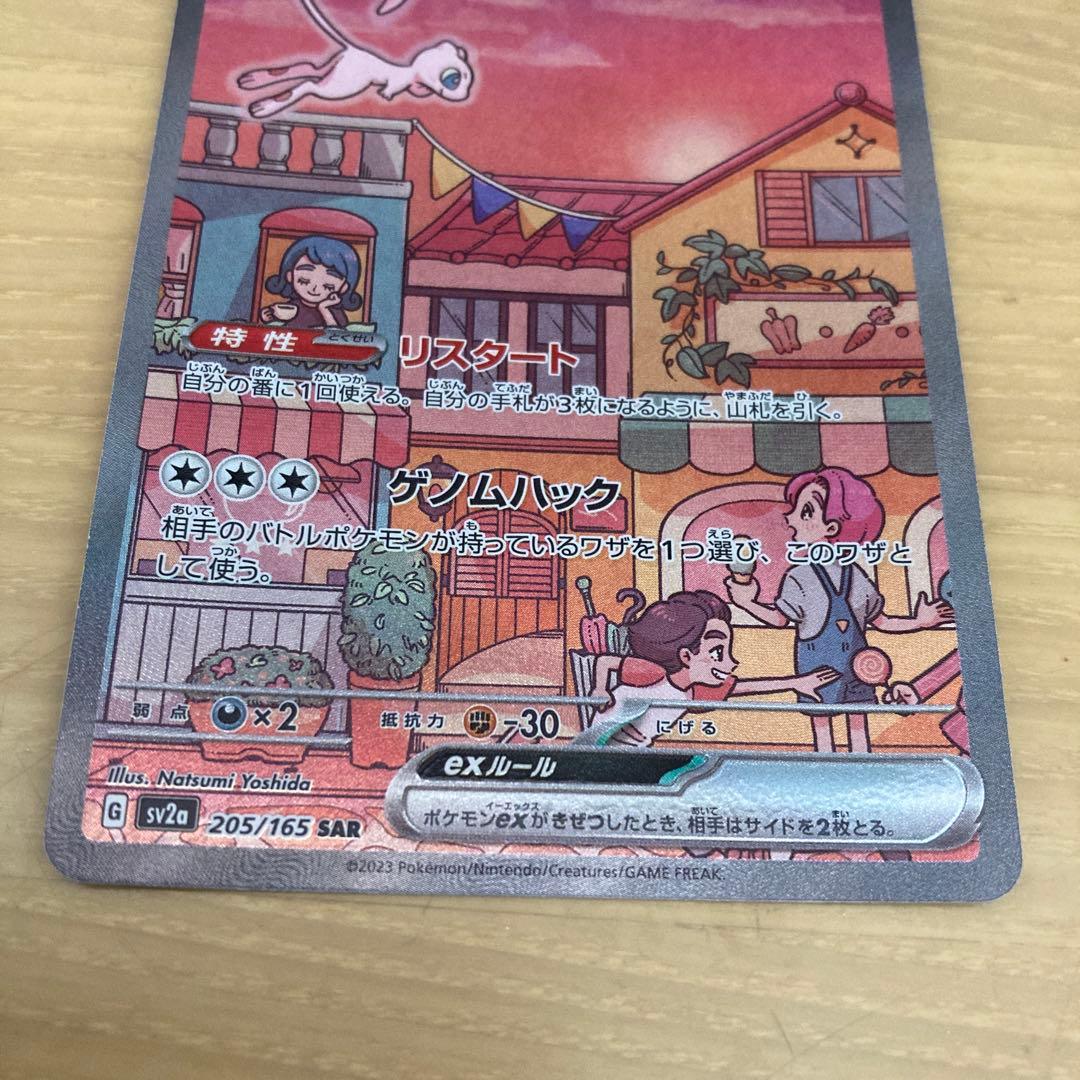 特性 とくせい リスタート
自分の番に1回使える。自分の手札が3枚になるように、山札を引く。
ゲノムハック
相手のバトルポケモンが持っているワザを1つ選び、このワザと
して使う。
弱点 ×2 抵抗力 -30 にげる
Illus. Natsumi Yoshida
exルール
ポケモンexがきぜつしたとき、相手はサイドを2枚とる。
G sv2a 205/165 SAR
©2023 Pokémon/Nintendo/Creatures/GAME FREAK.